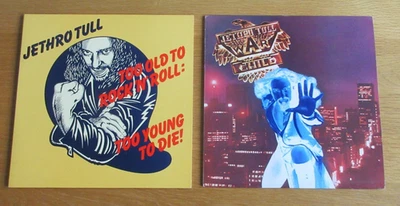 JETHRO TULL
TOO OLD TO
ROCK 'N' ROLL:
TOO YOUNG
TO DIE!
JETHRO TULL
WAR
CHILD